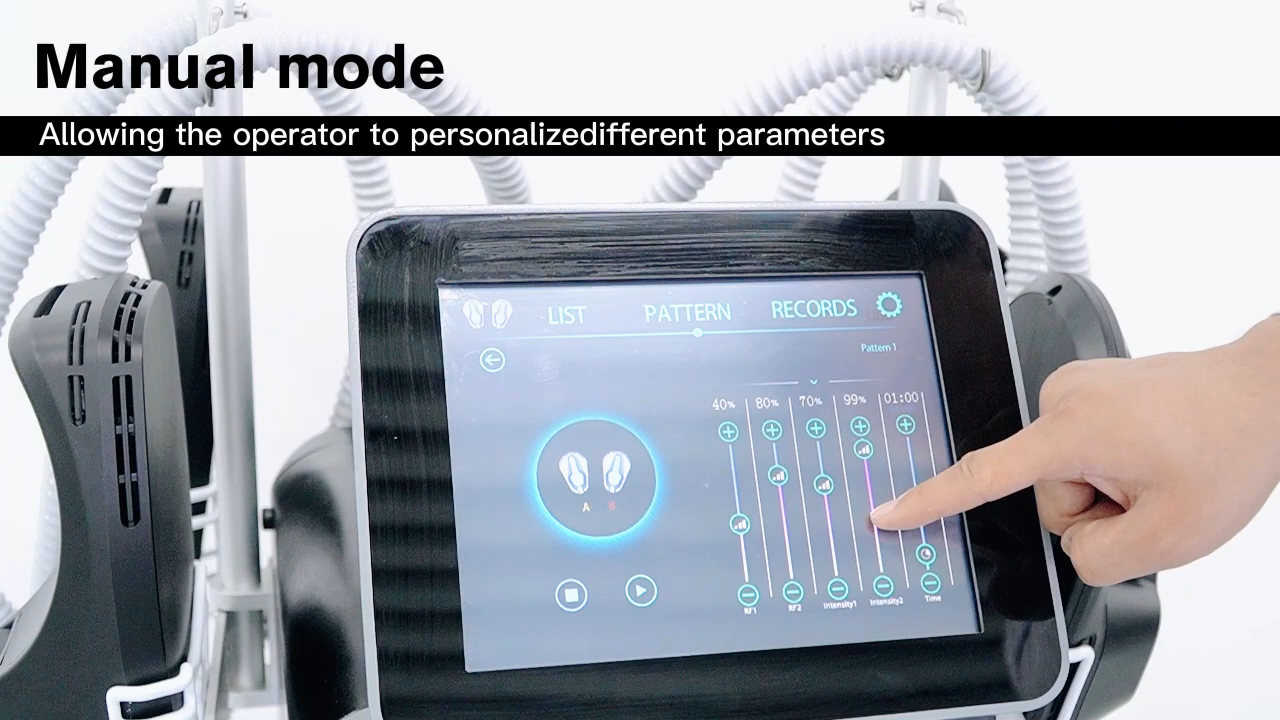 Manual mode
Allowing the operator to personalizedifferent parameters
LIST PATTERN RECORDS
Pattern 1
40% 80% 70% 99% 01:00
A
RF1 RF2 Intensity1 Intensity2 Time